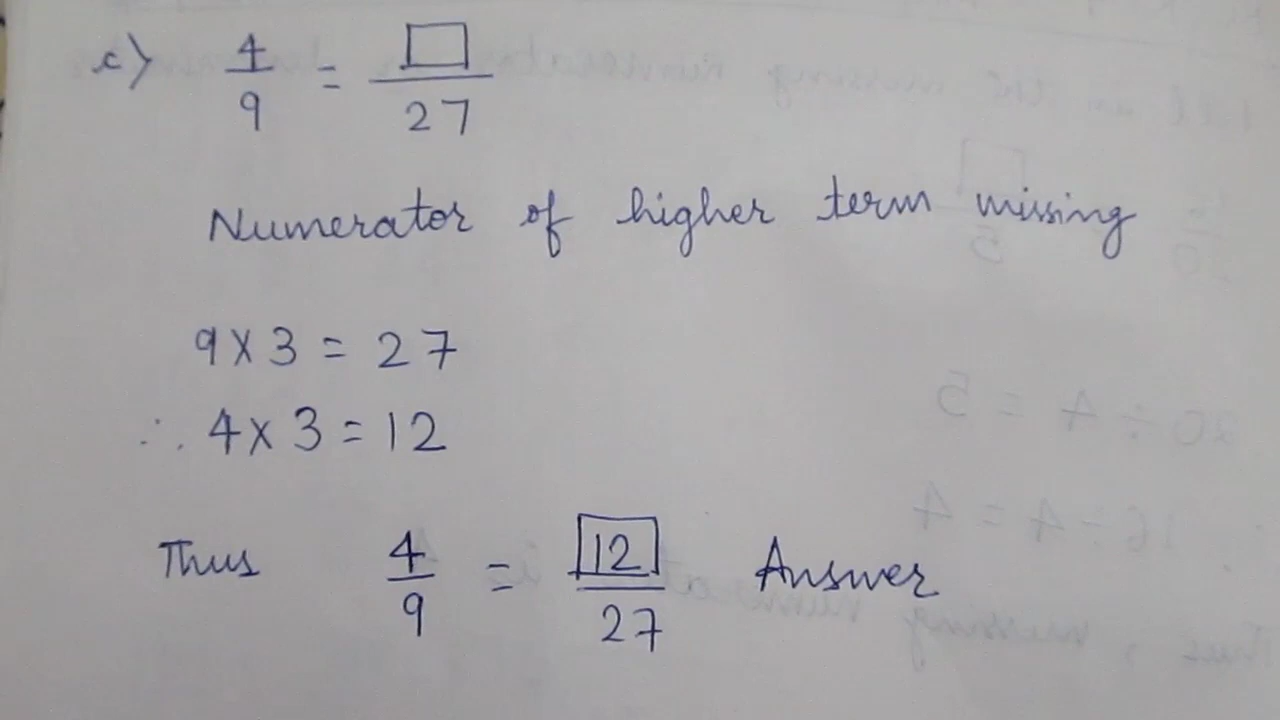 c) 4/9 = □/27
Numerator of higher term missing
9 × 3 = 27
∴ 4 × 3 = 12
Thus 4/9 = 12/27 Answer